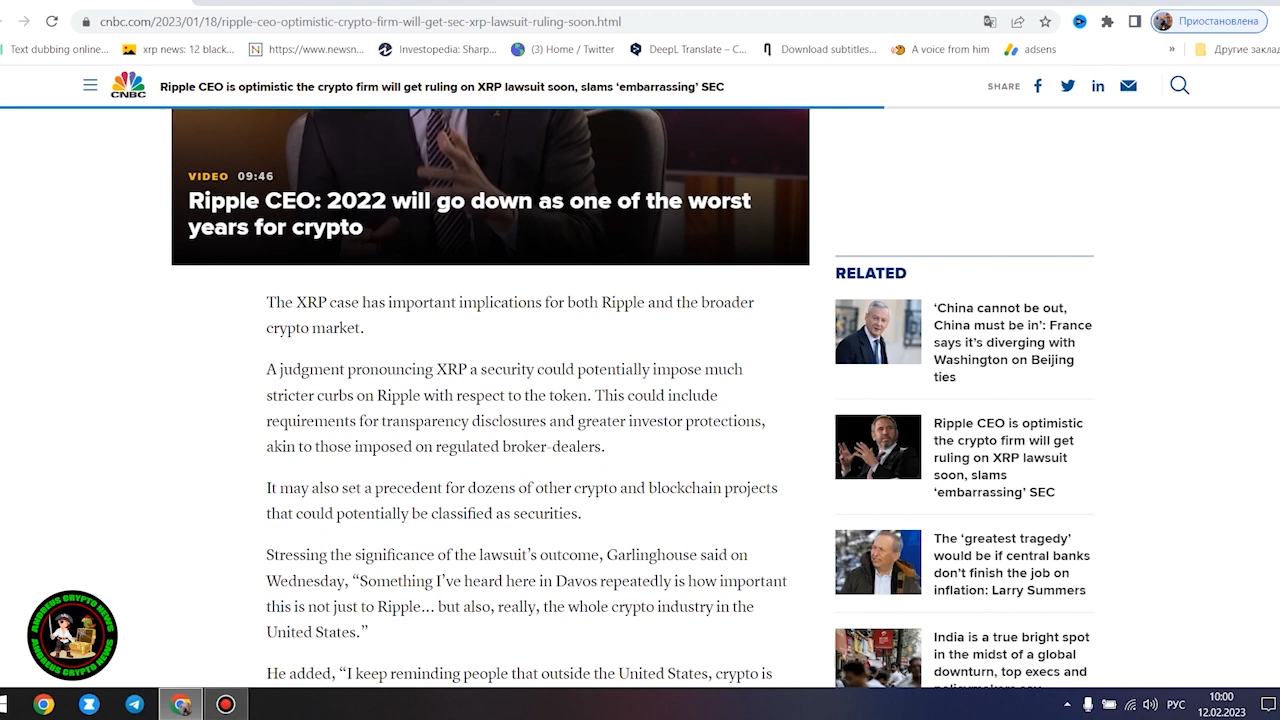 cnbc.com/2023/01/18/ripple-ceo-optimistic-crypto-firm-will-get-sec-xrp-lawsuit-ruling-soon.html
Приостановлена
Text dubbing online...
xrp news: 12 black...
https://www.newsn...
Investopedia: Sharp...
(3) Home / Twitter
DeepL Translate – C...
Download subtitles...
A voice from him
adsens
»
Другие заклад
CNBC
Ripple CEO is optimistic the crypto firm will get ruling on XRP lawsuit soon, slams ‘embarrassing’ SEC
SHARE
VIDEO 09:46
Ripple CEO: 2022 will go down as one of the worst
years for crypto
The XRP case has important implications for both Ripple and the broader
crypto market.
A judgment pronouncing XRP a security could potentially impose much
stricter curbs on Ripple with respect to the token. This could include
requirements for transparency disclosures and greater investor protections,
akin to those imposed on regulated broker-dealers.
It may also set a precedent for dozens of other crypto and blockchain projects
that could potentially be classified as securities.
Stressing the significance of the lawsuit’s outcome, Garlinghouse said on
Wednesday, “Something I’ve heard here in Davos repeatedly is how important
this is not just to Ripple… but also, really, the whole crypto industry in the
United States.”
He added, “I keep reminding people that outside the United States, crypto is
RELATED
‘China cannot be out,
China must be in’: France
says it’s diverging with
Washington on Beijing
ties
Ripple CEO is optimistic
the crypto firm will get
ruling on XRP lawsuit
soon, slams
‘embarrassing’ SEC
The ‘greatest tragedy’
would be if central banks
don’t finish the job on
inflation: Larry Summers
India is a true bright spot
in the midst of a global
downturn, top execs and
policymakers say
ANDREUS CRYPTO NEWS
ANDREUS CRYPTO NEWS
РУС
10:00
12.02.2023